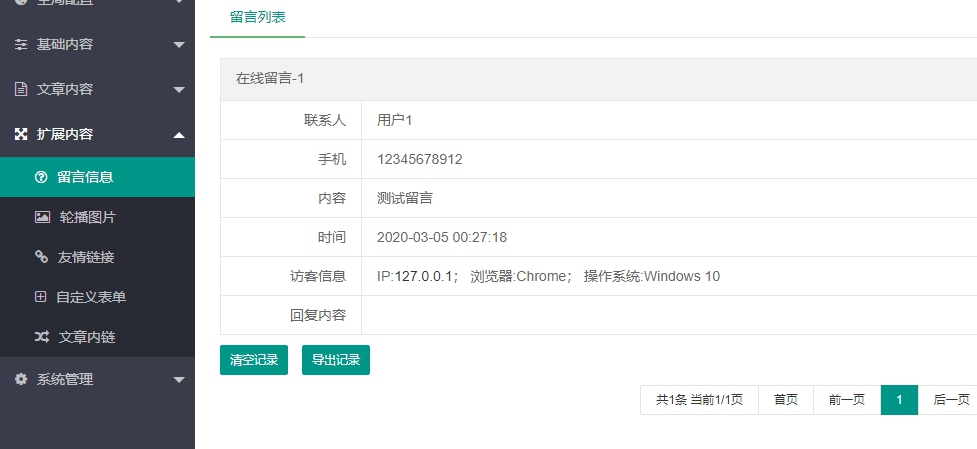 全局配置
基础内容
文章内容
扩展内容
留言信息
轮播图片
友情链接
自定义表单
文章内链
系统管理
留言列表
在线留言-1
联系人 用户1
手机 12345678912
内容 测试留言
时间 2020-03-05 00:27:18
访客信息 IP:127.0.0.1； 浏览器:Chrome； 操作系统:Windows 10
回复内容
清空记录 导出记录
共1条 当前1/1页 首页 前一页 1 后一页